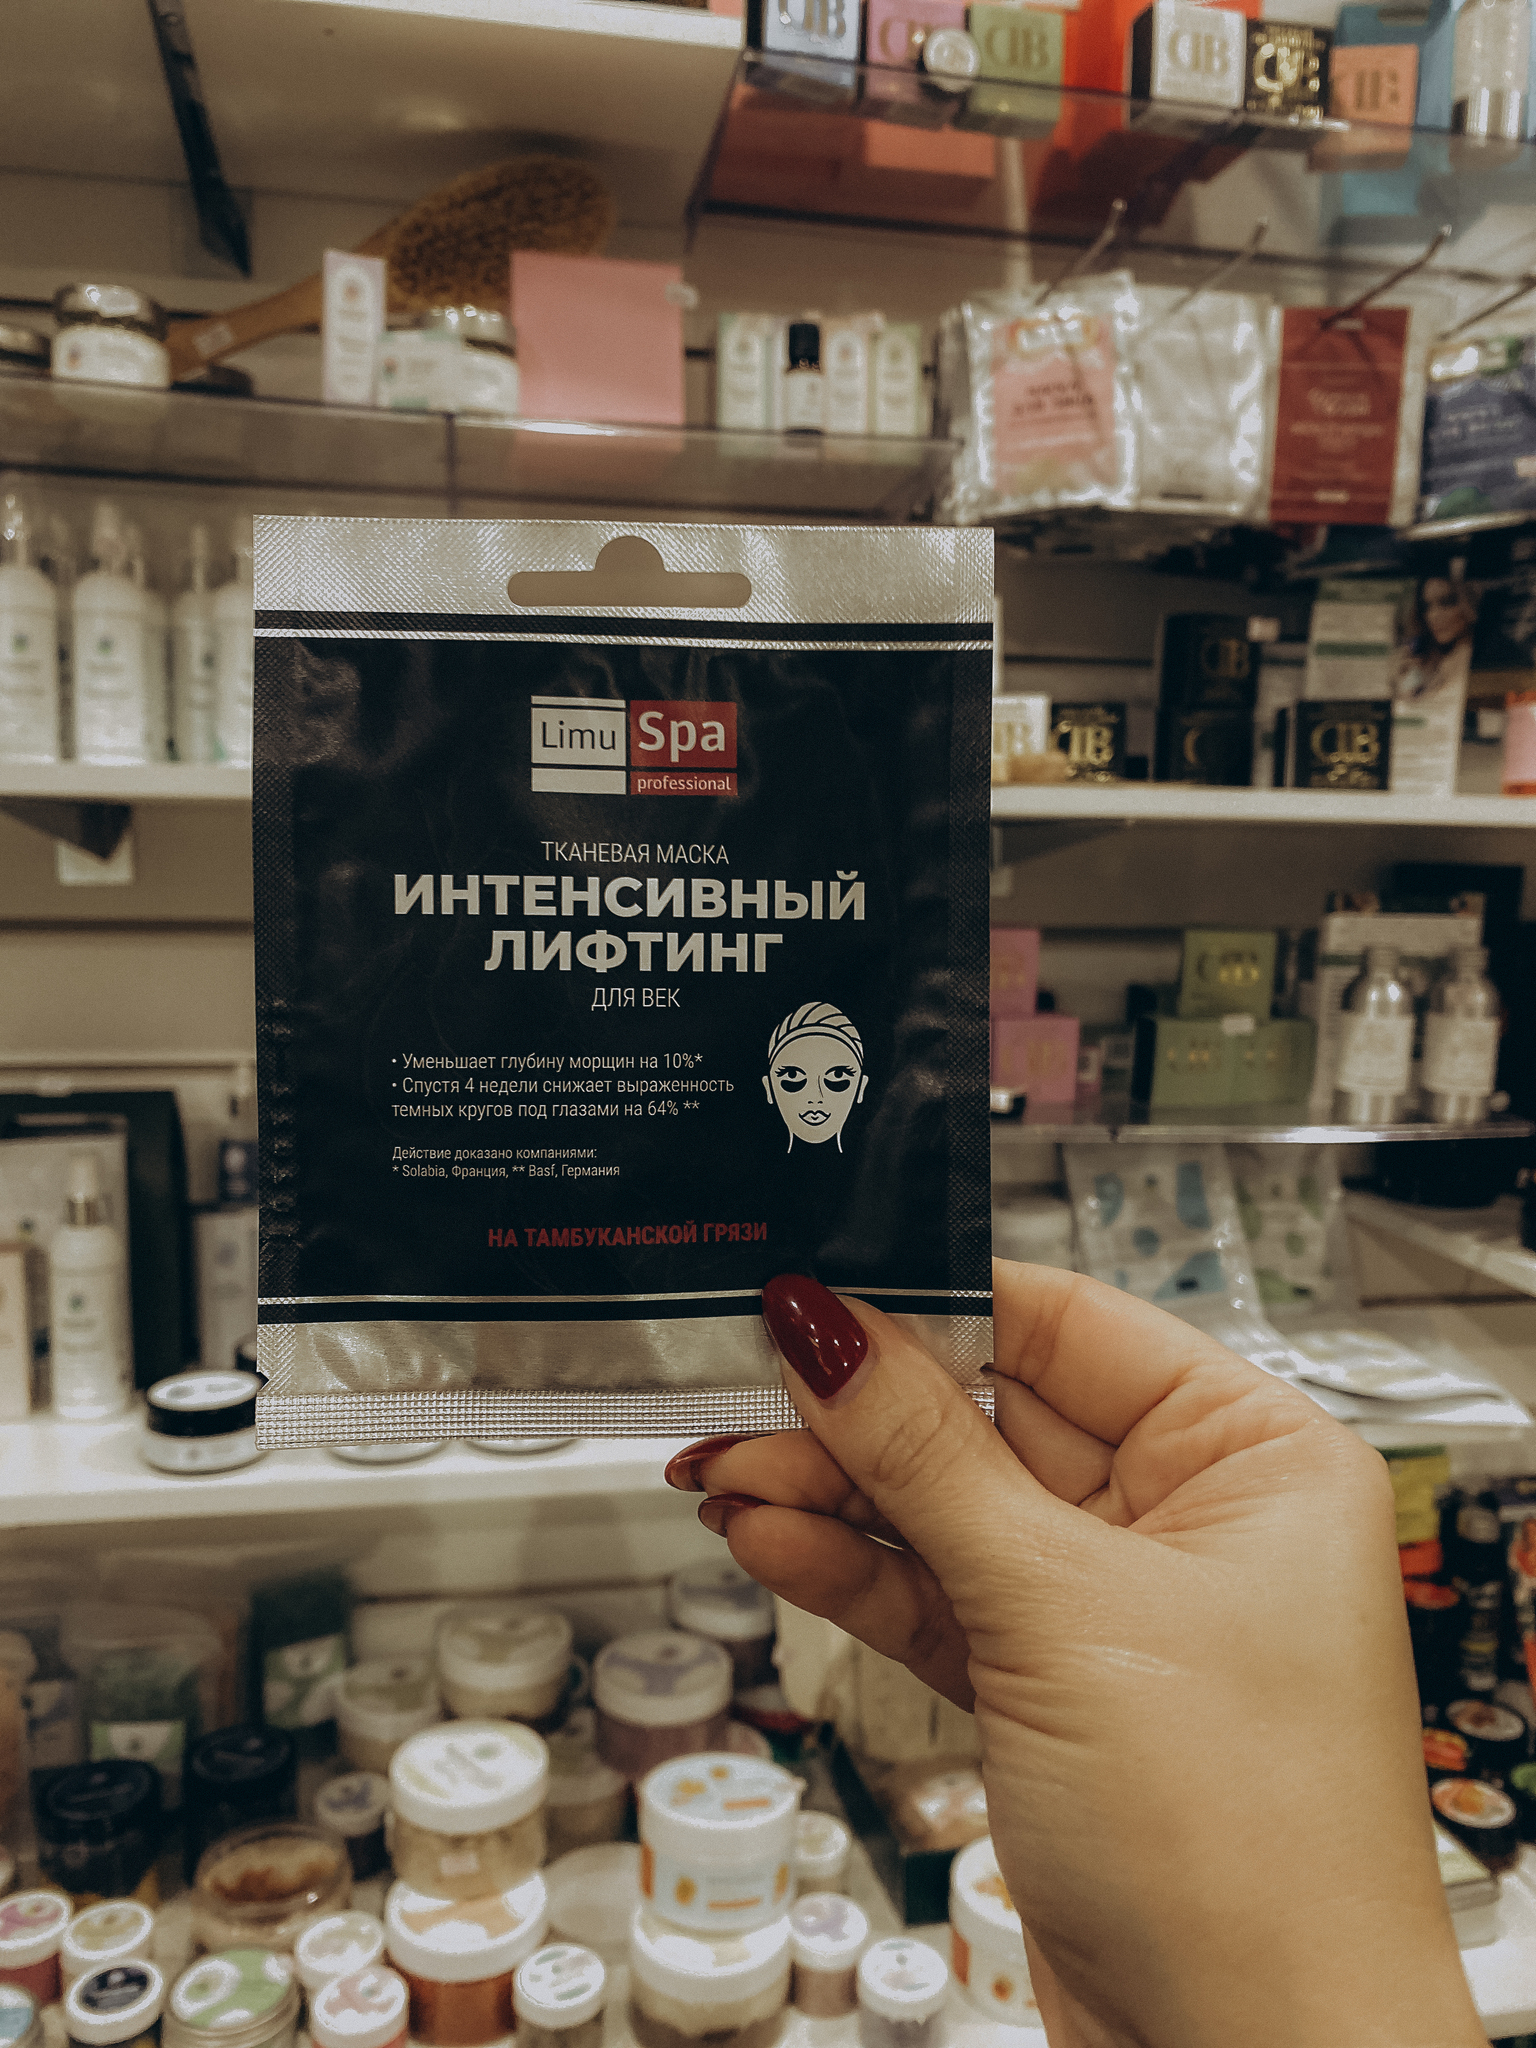 Limu Spa
professional
ТКАНЕВАЯ МАСКА
ИНТЕНСИВНЫЙ
ЛИФТИНГ
ДЛЯ ВЕК
• Уменьшает глубину морщин на 10%*
• Спустя 4 недели снижает выраженность
темных кругов под глазами на 64% **
Действие доказано компаниями:
* Solabia, Франция, ** Basf, Германия
НА ТАМБУКАНСКОЙ ГРЯЗИ